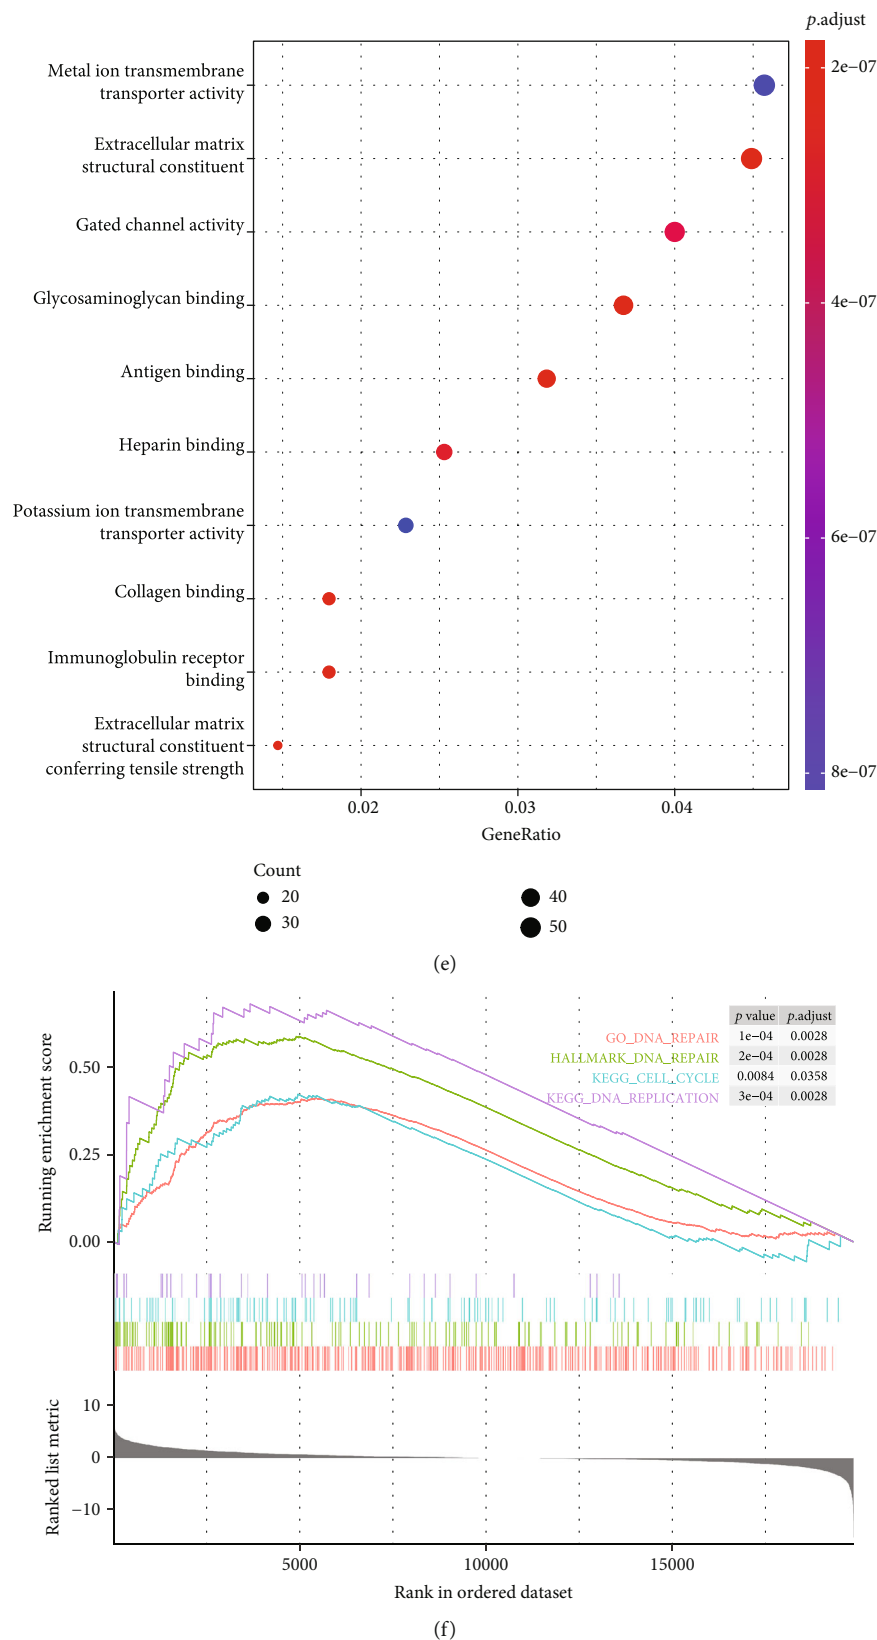 p.adjust
Metal ion transmembrane
transporter activity
Extracellular matrix
structural constituent
Gated channel activity
Glycosaminoglycan binding
Antigen binding
Heparin binding
Potassium ion transmembrane
transporter activity
Collagen binding
Immunoglobulin receptor
binding
Extracellular matrix
structural constituent
conferring tensile strength
2e−07
4e−07
6e−07
8e−07
0.02 0.03 0.04
GeneRatio
Count
20 40
30 50
(e)
Running enrichment score
0.50
0.25
0.00
p value p.adjust
GO_DNA_REPAIR 1e−04 0.0028
HALLMARK_DNA_REPAIR 2e−04 0.0028
KEGG_CELL_CYCLE 0.0084 0.0358
KEGG_DNA_REPLICATION 3e−04 0.0028
Ranked list metric
10
0
−10
5000 10000 15000
Rank in ordered dataset
(f)